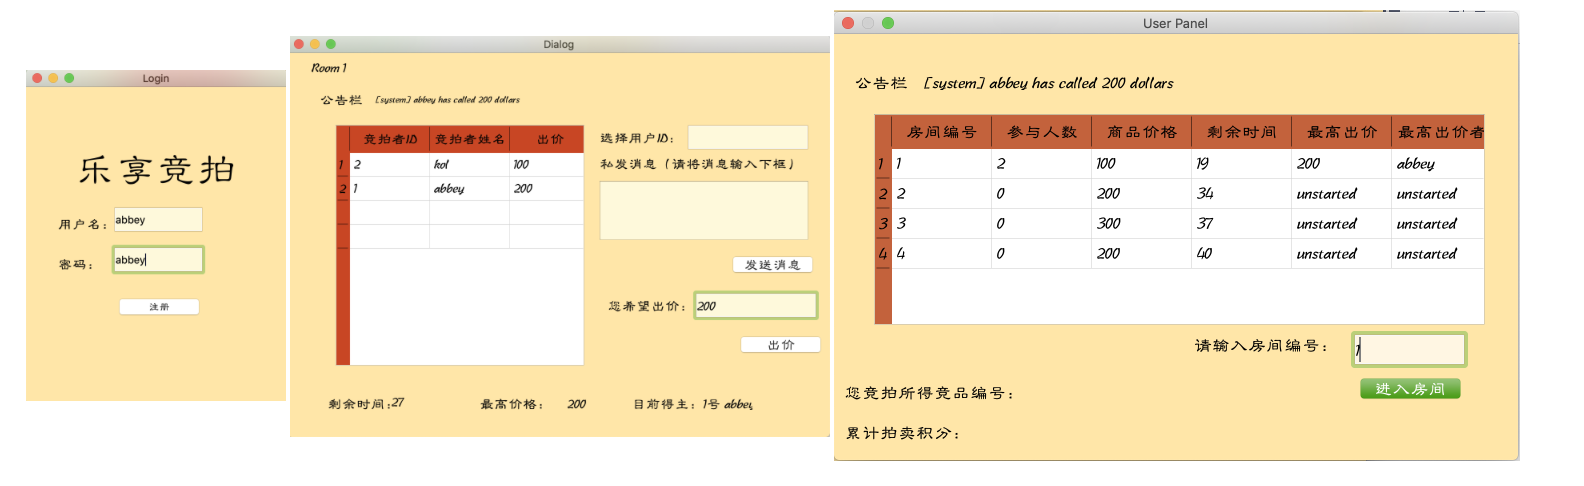 Login
乐享竞拍
用户名： abbey
密码： abbey
注册
Dialog
Room 1
公告栏 [system] abbey has called 200 dollars
竞拍者ID 竞拍者姓名 出价
1 2 kol 100
2 1 abbey 200
选择用户ID：
私发消息（请将消息输入下框）
发送消息
您希望出价： 200
出价
剩余时间：27 最高价格： 200 目前得主：1号 abbey
User Panel
公告栏 [system] abbey has called 200 dollars
房间编号 参与人数 商品价格 剩余时间 最高出价 最高出价者
1 1 2 100 19 200 abbey
2 2 0 200 34 unstarted unstarted
3 3 0 300 37 unstarted unstarted
4 4 0 200 40 unstarted unstarted
请输入房间编号： 1
进入房间
您竞拍所得竞品编号：
累计拍卖积分：